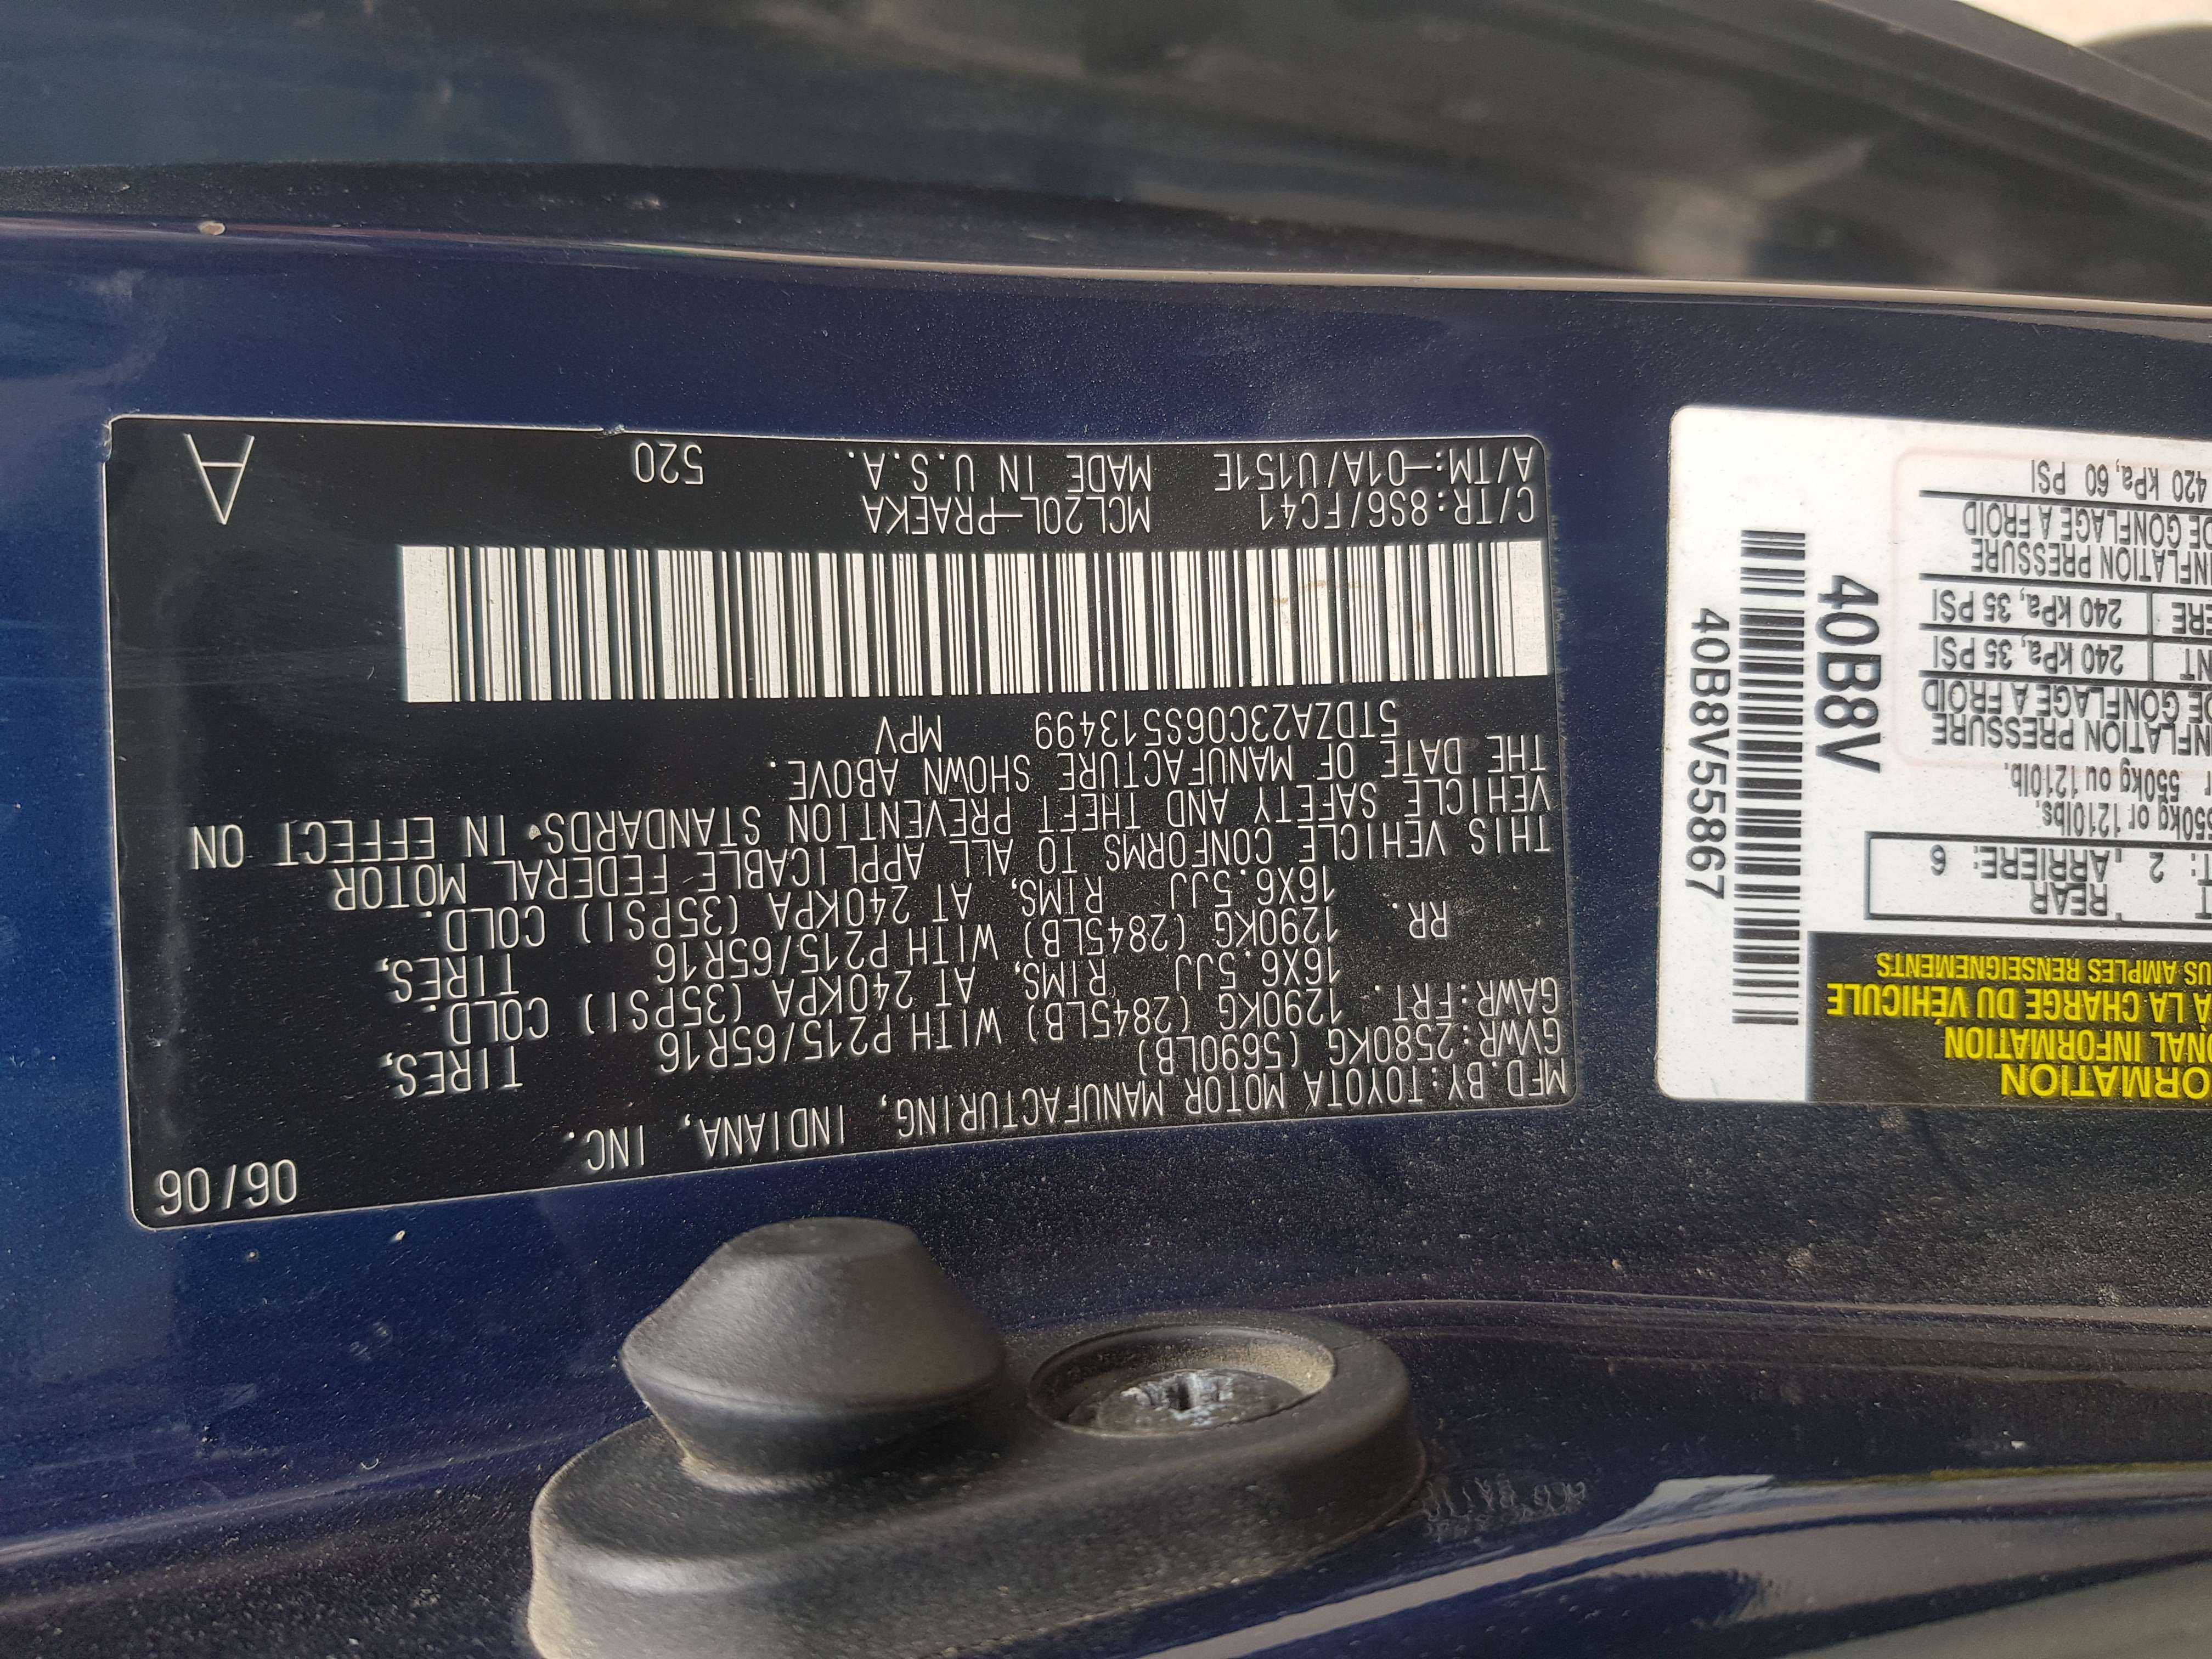 06/06
MFD.BY:TOYOTA MOTOR MANUFACTURING, INDIANA, INC.
GVWR:2580KG (5690LB)
GAWR:FRT. 1290KG (2845LB) WITH P215/65R16 TIRES,
16X6.5JJ RIMS, AT 240KPA (35PSI) COLD.
RR. 1290KG (2845LB) WITH P215/65R16 TIRES,
16X6.5JJ RIMS, AT 240KPA (35PSI) COLD.
THIS VEHICLE CONFORMS TO ALL APPLICABLE FEDERAL MOTOR
VEHICLE SAFETY AND THEFT PREVENTION STANDARDS IN EFFECT ON
THE DATE OF MANUFACTURE SHOWN ABOVE.
5TDZA23C06S513499 MPV
C/TR:8S6/FC41 MCL20L-PRAEKA
A/TM:-01A/U151E MADE IN U.S.A. 520 A
ORMATION
ONAL INFORMATION
A LA CHARGE DU VÉHICULE
US AMPLES RENSEIGNEMENTS
REAR
2 ARRIERE: 6
550kg or 1210lbs.
550kg ou 1210lb.
NFLATION PRESSURE
DE GONFLAGE A FROID
NT 240 kPa, 35 PSI
ERE 240 kPa, 35 PSI
NFLATION PRESSURE
DE GONFLAGE A FROID
420 kPa, 60 PSI
40B8V
40B8V55867